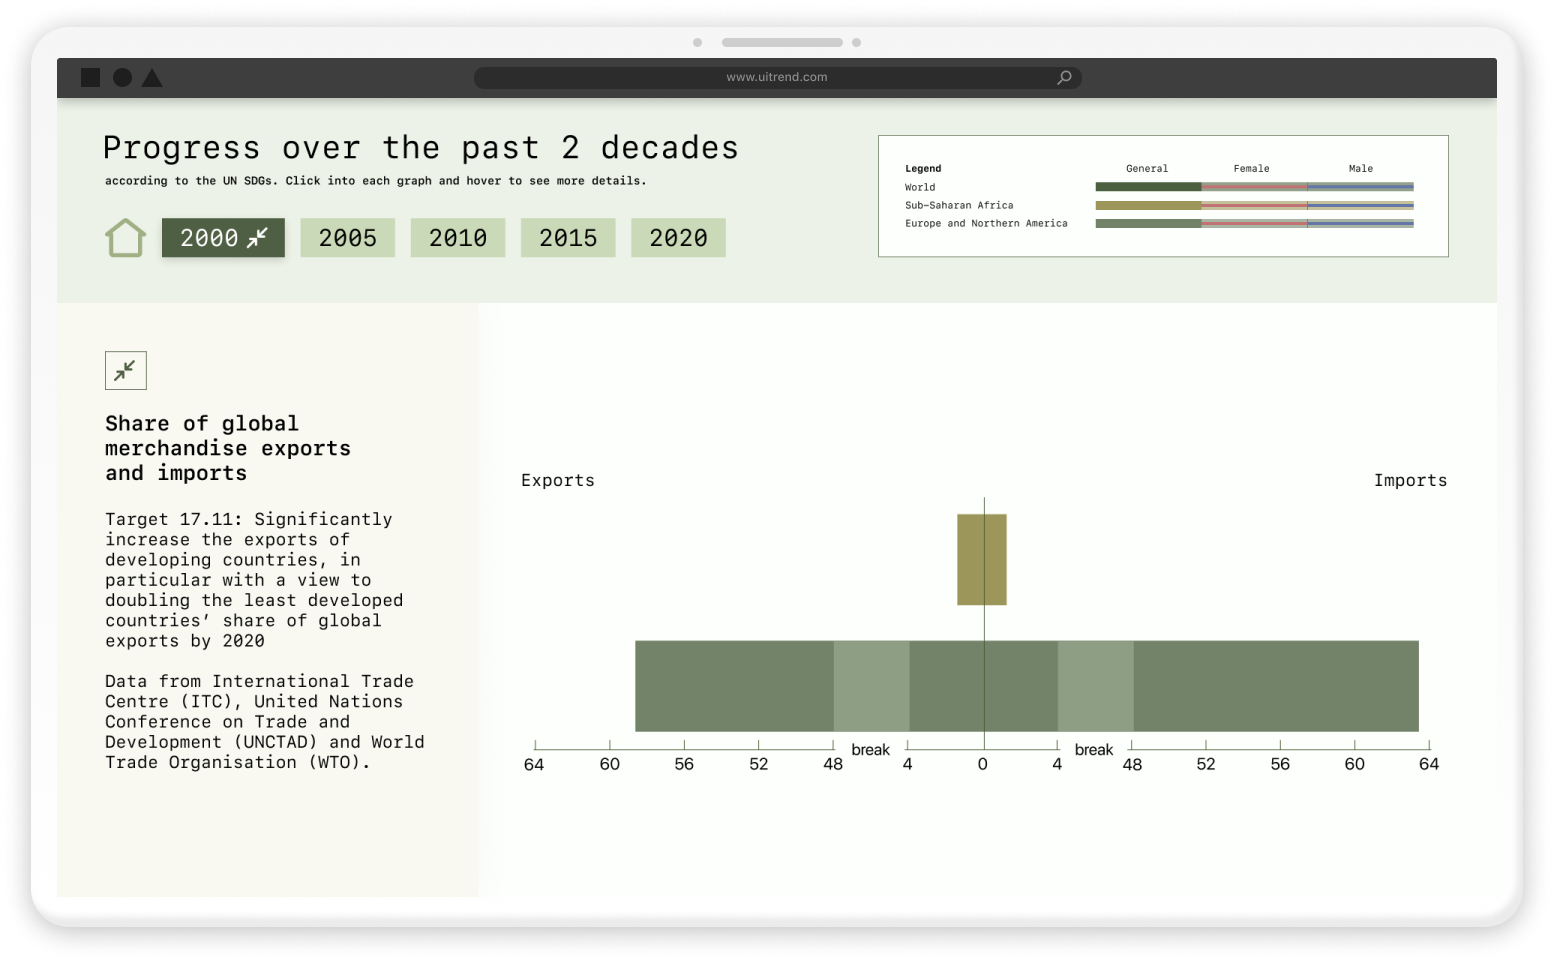 www.uitrend.com
Progress over the past 2 decades
according to the UN SDGs. Click into each graph and hover to see more details.
2000 2005 2010 2015 2020
Legend General Female Male
World
Sub-Saharan Africa
Europe and Northern America
Share of global
merchandise exports
and imports
Target 17.11: Significantly
increase the exports of
developing countries, in
particular with a view to
doubling the least developed
countries’ share of global
exports by 2020
Data from International Trade
Centre (ITC), United Nations
Conference on Trade and
Development (UNCTAD) and World
Trade Organisation (WTO).
Exports Imports
break break
64 60 56 52 48 4 0 4 48 52 56 60 64